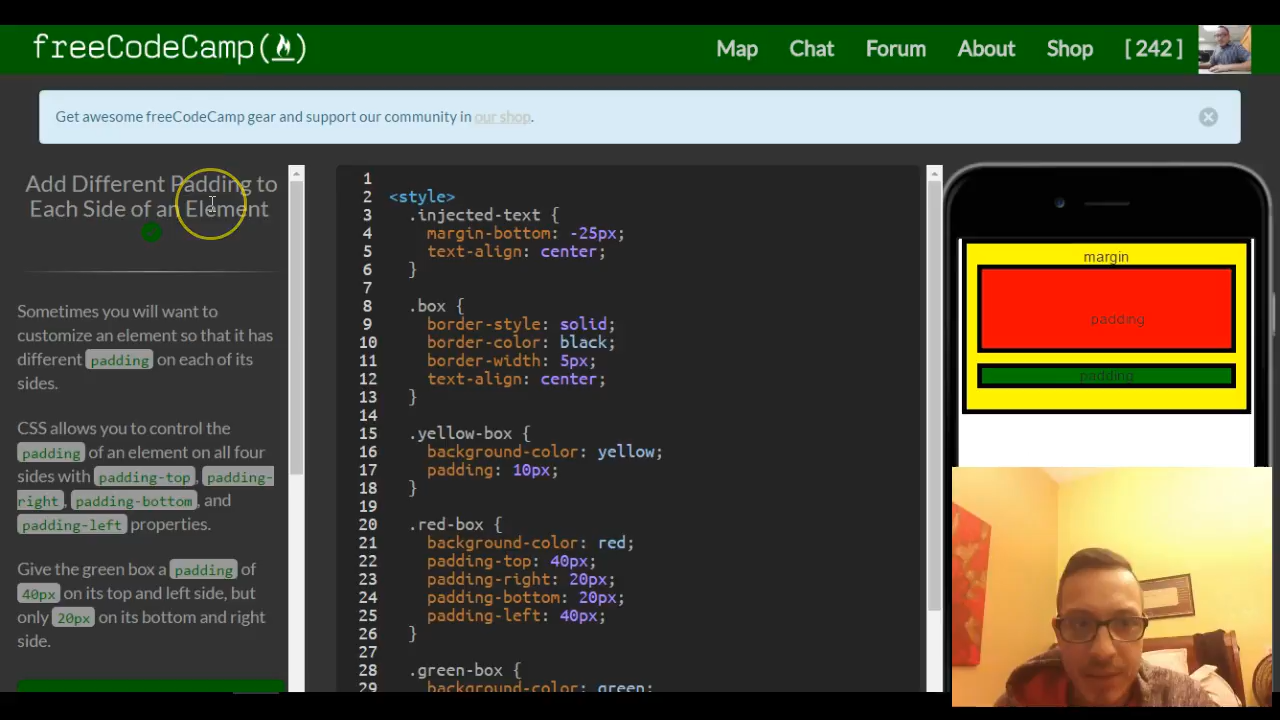 freeCodeCamp(🔥)
Map Chat Forum About Shop [ 242 ]
Get awesome freeCodeCamp gear and support our community in our shop.
Add Different Padding to
Each Side of an Element
Sometimes you will want to
customize an element so that it has
different padding on each of its
sides.
CSS allows you to control the
padding of an element on all four
sides with padding-top, padding-
right, padding-bottom, and
padding-left properties.
Give the green box a padding of
40px on its top and left side, but
only 20px on its bottom and right
side.
1
2 <style>
3 .injected-text {
4 margin-bottom: -25px;
5 text-align: center;
6 }
7
8 .box {
9 border-style: solid;
10 border-color: black;
11 border-width: 5px;
12 text-align: center;
13 }
14
15 .yellow-box {
16 background-color: yellow;
17 padding: 10px;
18 }
19
20 .red-box {
21 background-color: red;
22 padding-top: 40px;
23 padding-right: 20px;
24 padding-bottom: 20px;
25 padding-left: 40px;
26 }
27
28 .green-box {
29 background-color: green;
margin
padding
padding